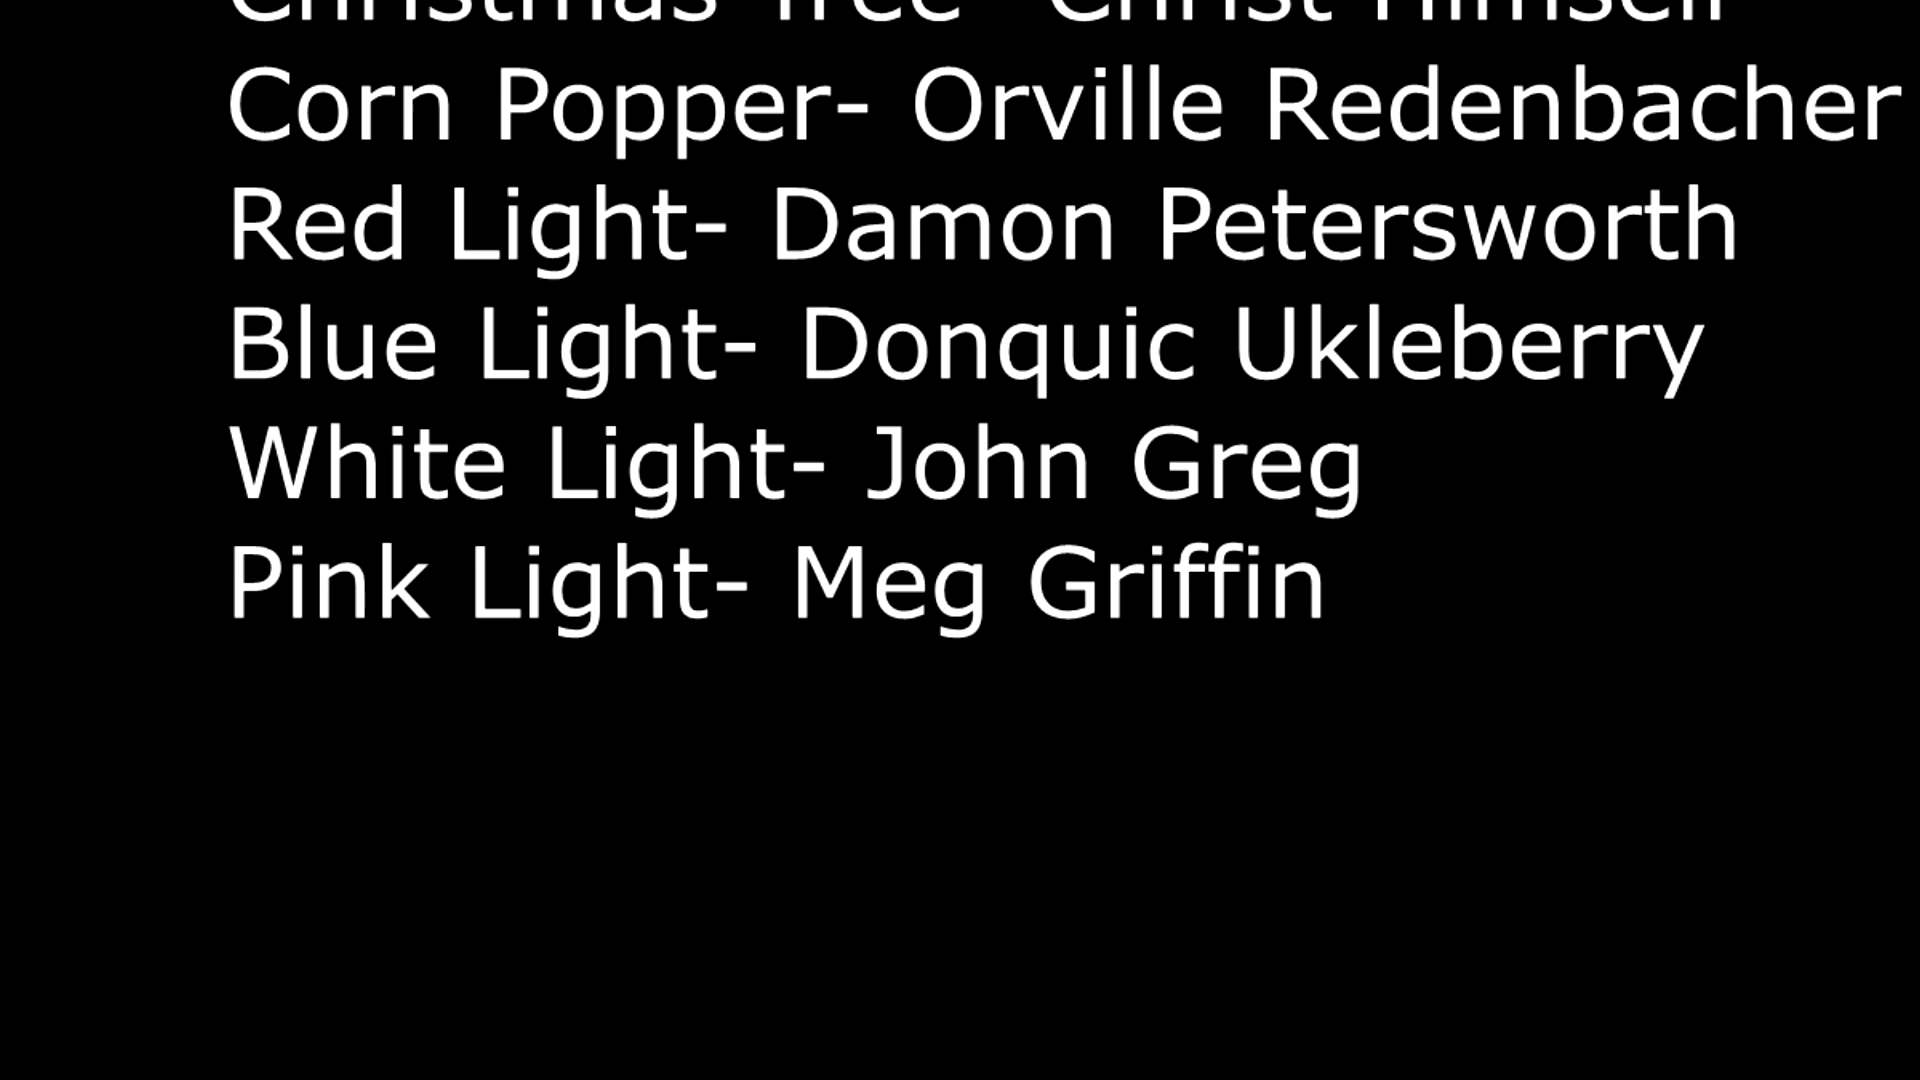 Christmas Tree- Christ Himself
Corn Popper- Orville Redenbacher
Red Light- Damon Petersworth
Blue Light- Donquic Ukleberry
White Light- John Greg
Pink Light- Meg Griffin